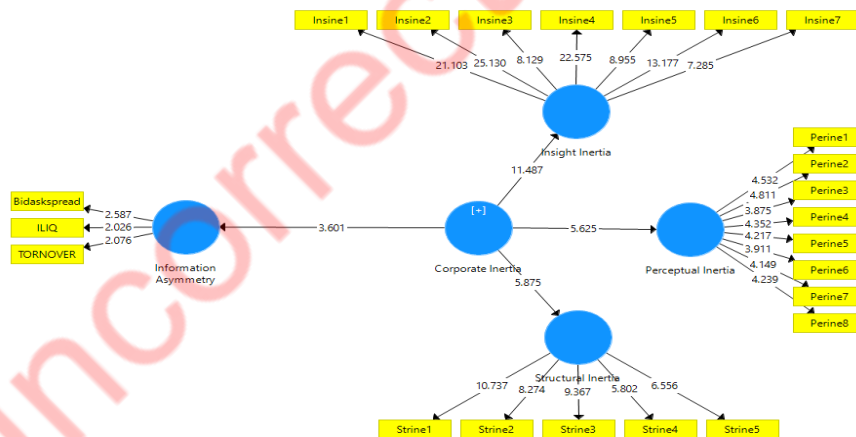 Insine1 Insine2 Insine3 Insine4 Insine5 Insine6 Insine7
21.103 25.130 8.129 22.575 8.955 13.177 7.285
Insight Inertia
11.487
Perine1
Perine2
Perine3
Perine4
Perine5
Perine6
Perine7
Perine8
4.532
4.811
3.875
4.352
4.217
3.911
4.149
4.239
Perceptual Inertia
5.625
[+]
Corporate Inertia
3.601
Bidaskspread
ILIQ
TORNOVER
2.587
2.026
2.076
Information
Asymmetry
5.875
Structural Inertia
10.737 8.274 9.367 5.802 6.556
Strine1 Strine2 Strine3 Strine4 Strine5
uncorrect